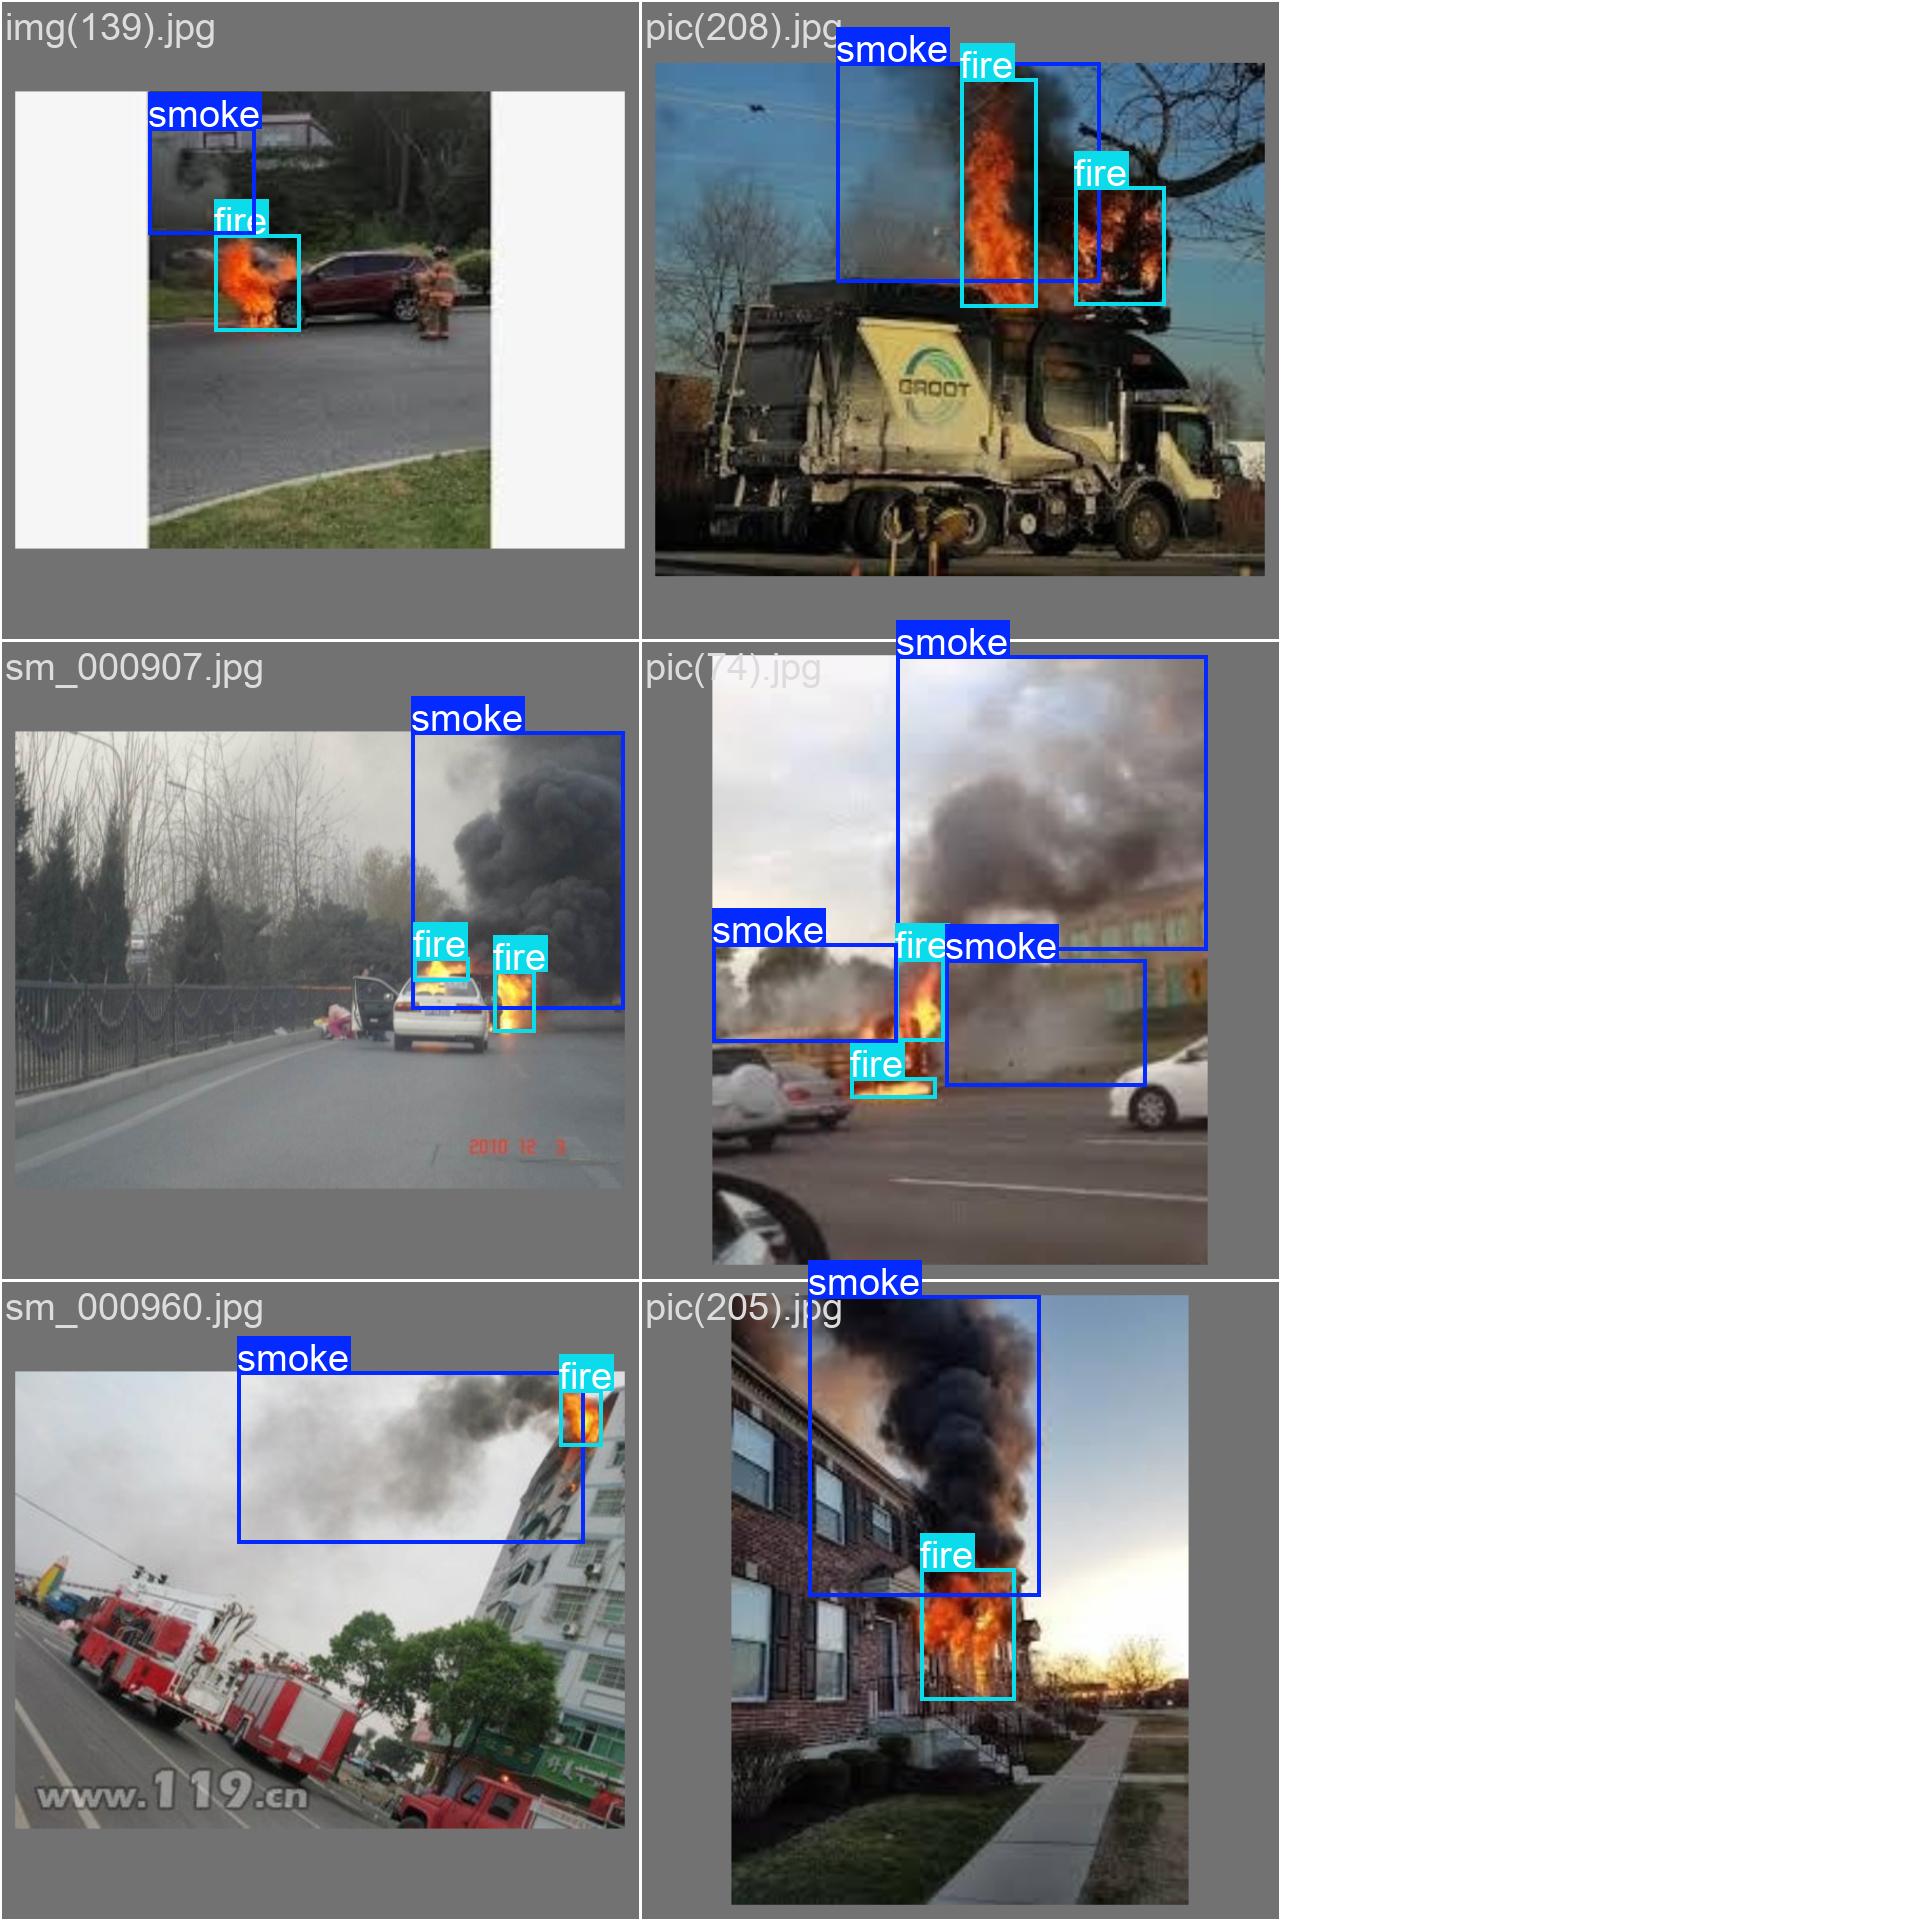 img(139).jpg
smoke
fire
pic(208).jpg
smoke
fire
fire
GROOT
sm_000907.jpg
smoke
fire
fire
2010 12 3
pic(74).jpg
smoke
smoke
fire
smoke
fire
sm_000960.jpg
smoke
fire
www.119.cn
pic(205).jpg
smoke
fire